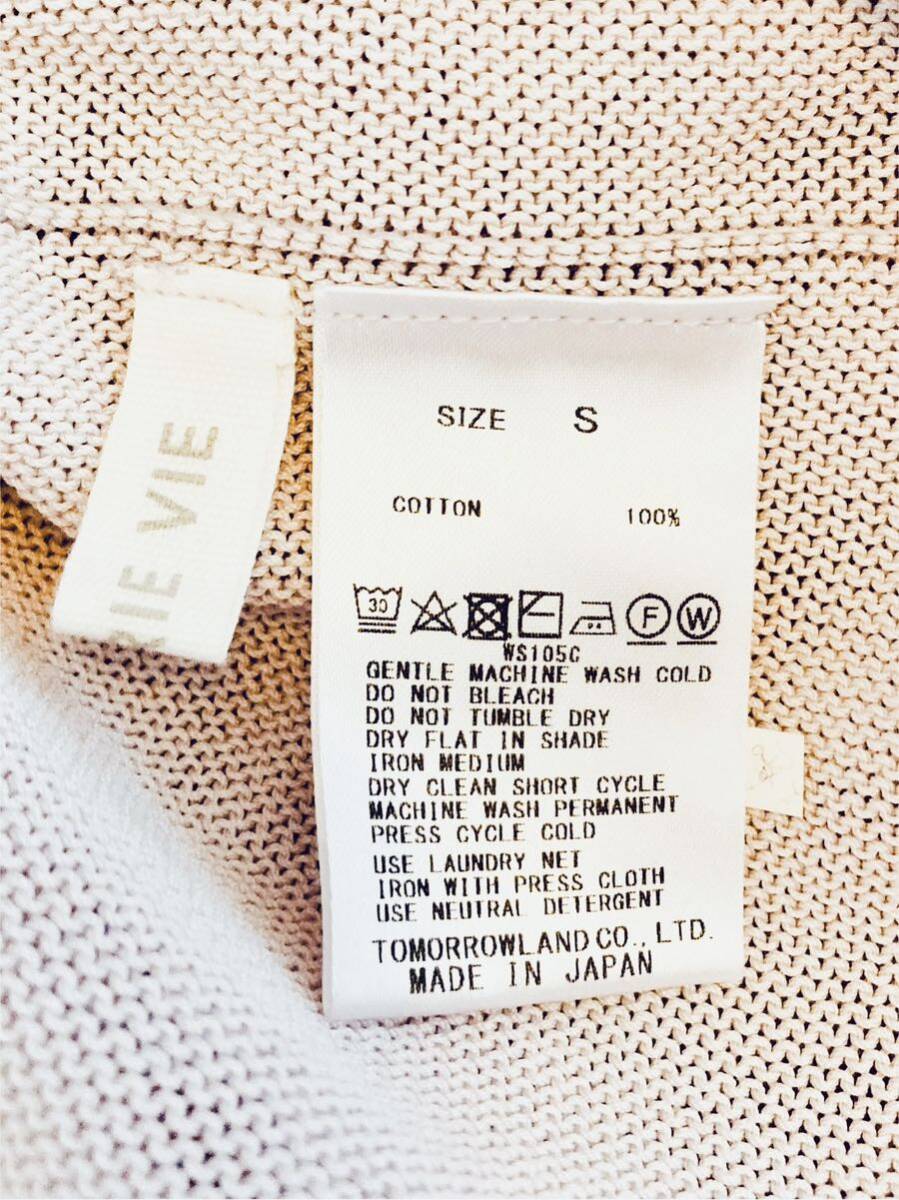 IE VIE
SIZE S
COTTON 100%
30 F W
WS105C
GENTLE MACHINE WASH COLD
DO NOT BLEACH
DO NOT TUMBLE DRY
DRY FLAT IN SHADE
IRON MEDIUM
DRY CLEAN SHORT CYCLE
MACHINE WASH PERMANENT
PRESS CYCLE COLD
USE LAUNDRY NET
IRON WITH PRESS CLOTH
USE NEUTRAL DETERGENT
TOMORROWLAND CO., LTD.
MADE IN JAPAN